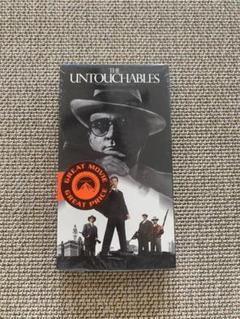 THE
UNTOUCHABLES
GREAT MOVIE
GREAT PRICE